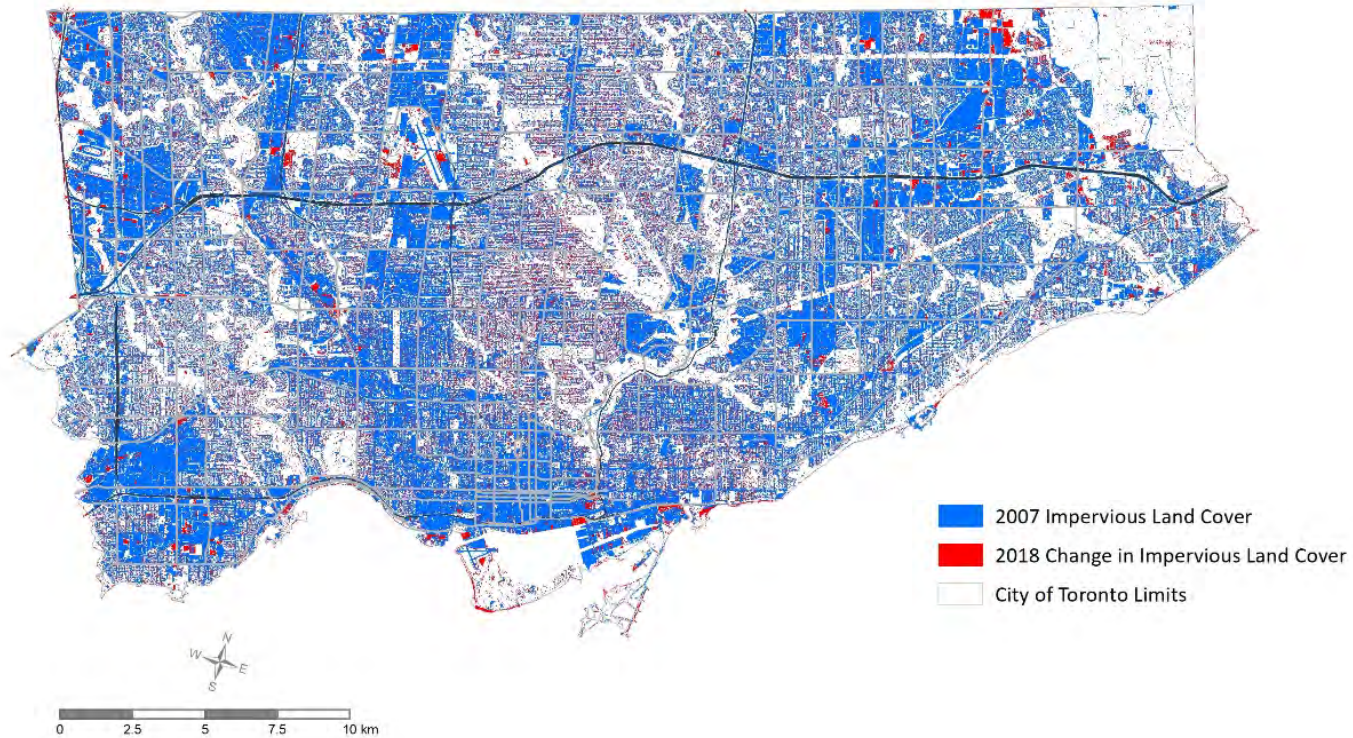 2007 Impervious Land Cover
2018 Change in Impervious Land Cover
City of Toronto Limits
N
W
E
S
0 2.5 5 7.5 10 km